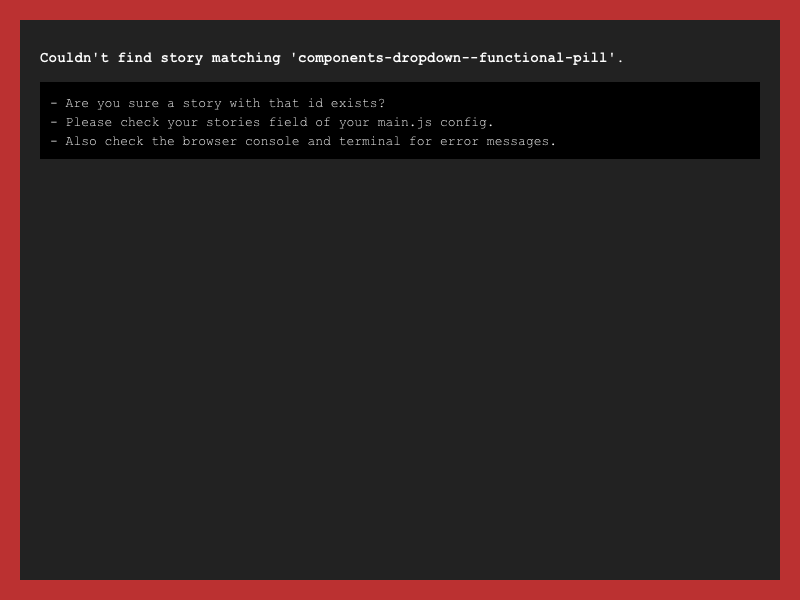 Couldn't find story matching 'components-dropdown--functional-pill'.
- Are you sure a story with that id exists?
- Please check your stories field of your main.js config.
- Also check the browser console and terminal for error messages.